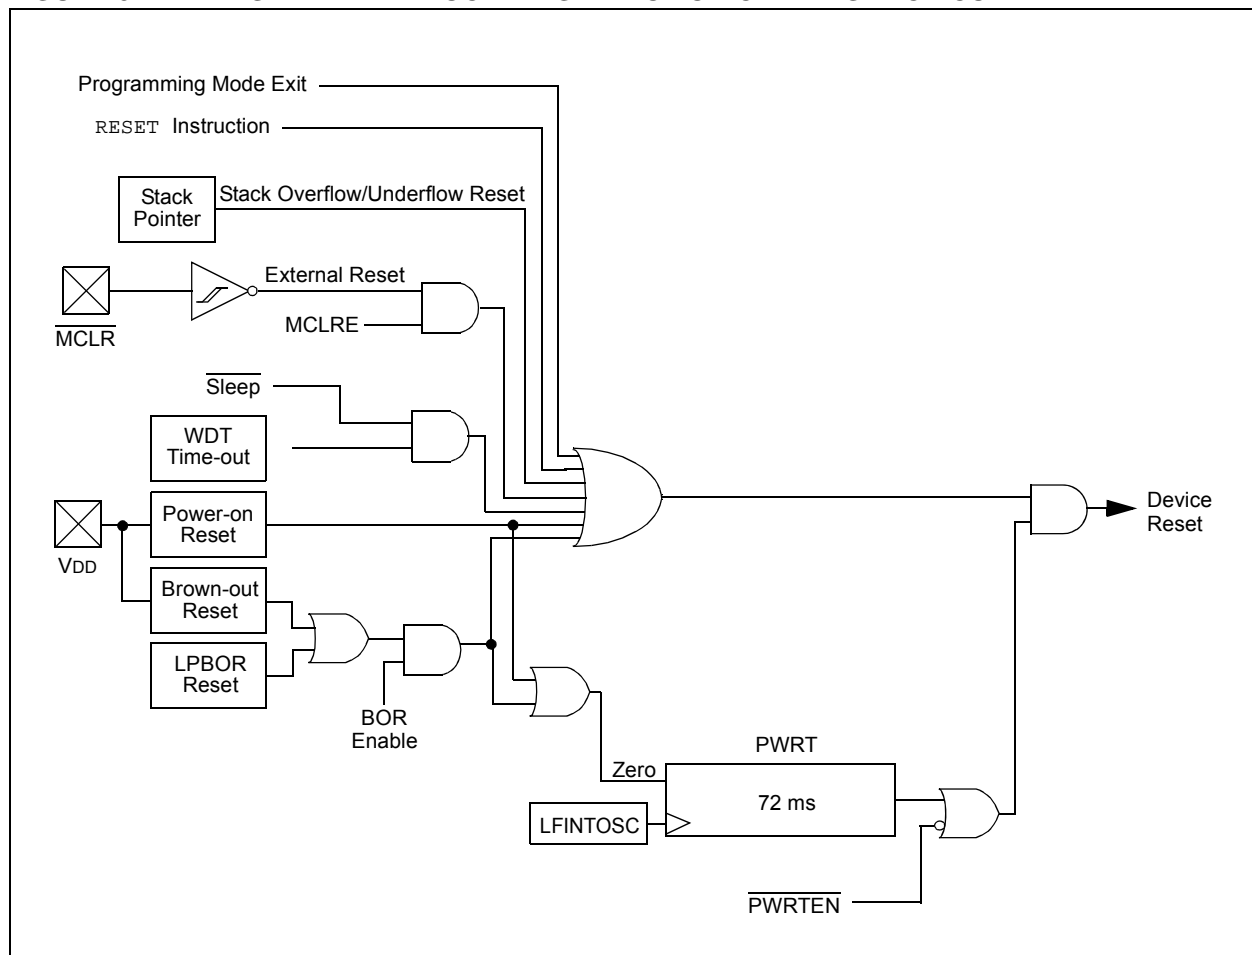 Programming Mode Exit
RESET Instruction
Stack
Pointer
Stack Overflow/Underflow Reset
External Reset
MCLR
MCLRE
Sleep
WDT
Time-out
VDD
Power-on
Reset
Device
Reset
Brown-out
Reset
LPBOR
Reset
BOR
Enable
PWRT
Zero
72 ms
LFINTOSC
PWRTEN